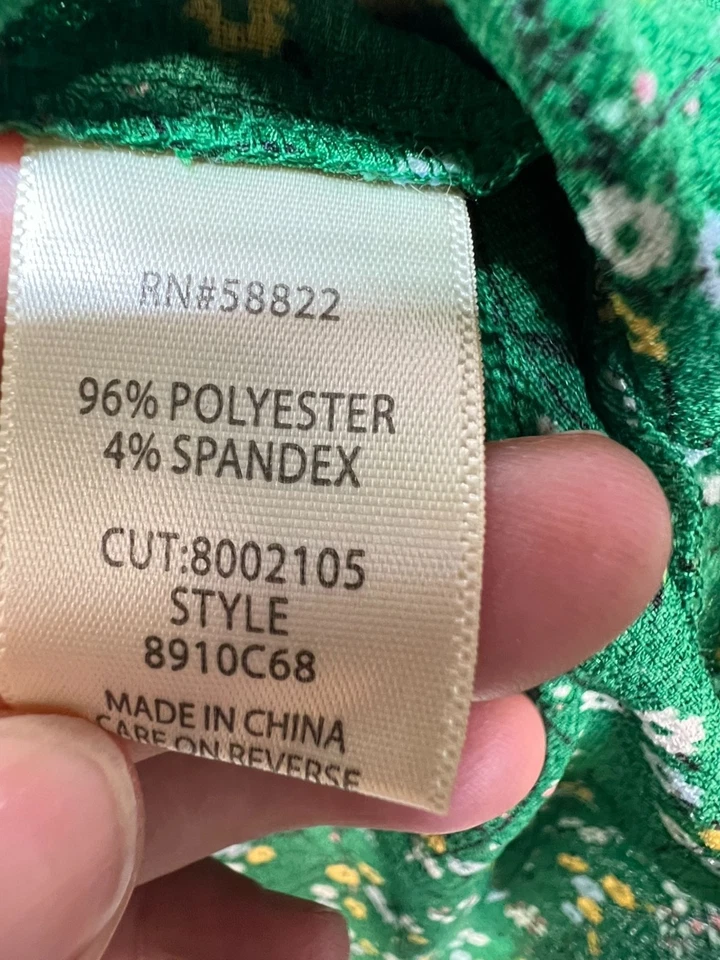 RN#58822
96% POLYESTER
4% SPANDEX
CUT:8002105
STYLE
8910C68
MADE IN CHINA
CARE ON REVERSE